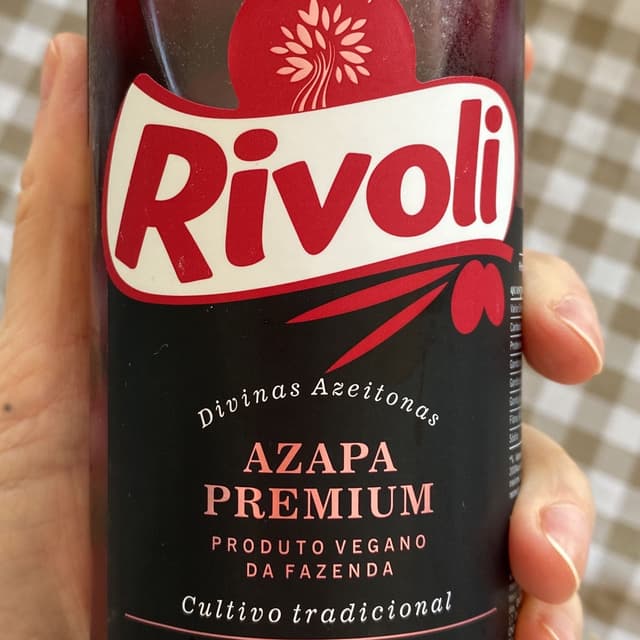 Rivoli
Divinas Azeitonas
AZAPA
PREMIUM
PRODUTO VEGANO
DA FAZENDA
Cultivo tradicional